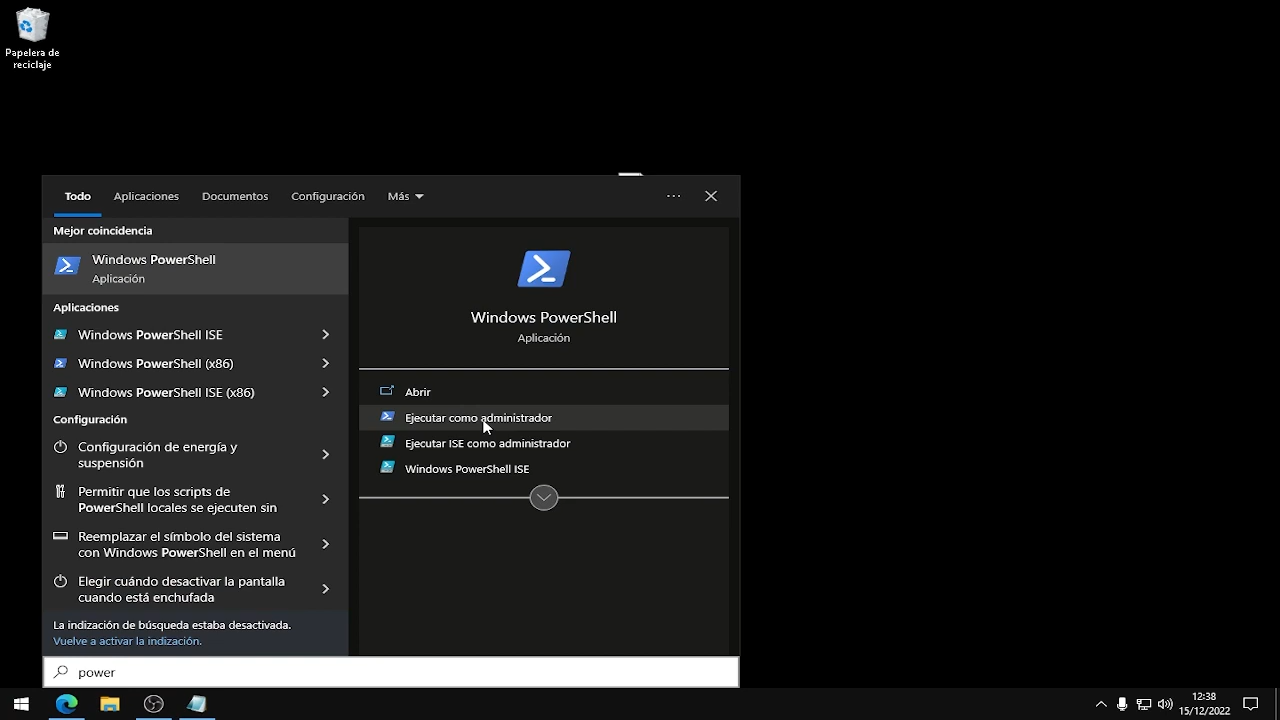 Papelera de
reciclaje
Todo
Aplicaciones
Documentos
Configuración
Más
Mejor coincidencia
Windows PowerShell
Aplicación
Aplicaciones
Windows PowerShell ISE
Windows PowerShell (x86)
Windows PowerShell ISE (x86)
Configuración
Configuración de energía y
suspensión
Permitir que los scripts de
PowerShell locales se ejecuten sin
Reemplazar el símbolo del sistema
con Windows PowerShell en el menú
Elegir cuándo desactivar la pantalla
cuando está enchufada
La indización de búsqueda estaba desactivada.
Vuelve a activar la indización.
Windows PowerShell
Aplicación
Abrir
Ejecutar como administrador
Ejecutar ISE como administrador
Windows PowerShell ISE
power
12:38
15/12/2022